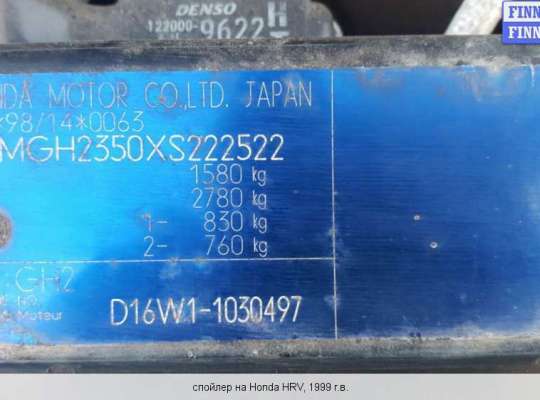 DENSO
122000-9622 H
FINN
FINN
NDA MOTOR CO.,LTD. JAPAN
*98/14*0063
MGH2350XS222522
1580 kg
2780 kg
1- 830 kg
2- 760 kg
GH2
Moteur
D16W1-1030497
спойлер на Honda HRV, 1999 г.в.